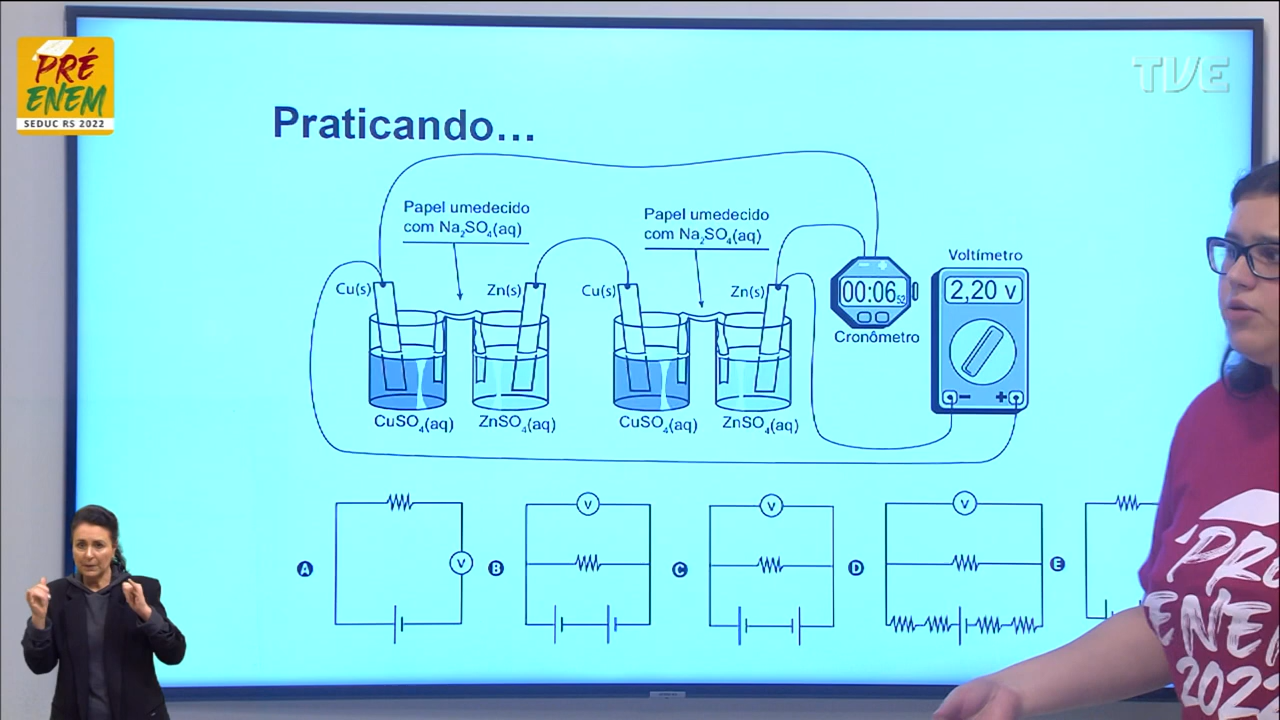 PRÉ
ENEM
SEDUC RS 2022
TVE
Praticando...
Papel umedecido
com Na₂SO₄(aq)
Papel umedecido
com Na₂SO₄(aq)
Voltímetro
Cu(s)
Zn(s)
Cu(s)
Zn(s)
00:06 52
2,20 V
Cronômetro
CuSO₄(aq)
ZnSO₄(aq)
CuSO₄(aq)
ZnSO₄(aq)
- +
A
V
B
V
C
V
D
V
E
PRÉ
ENEM
2022